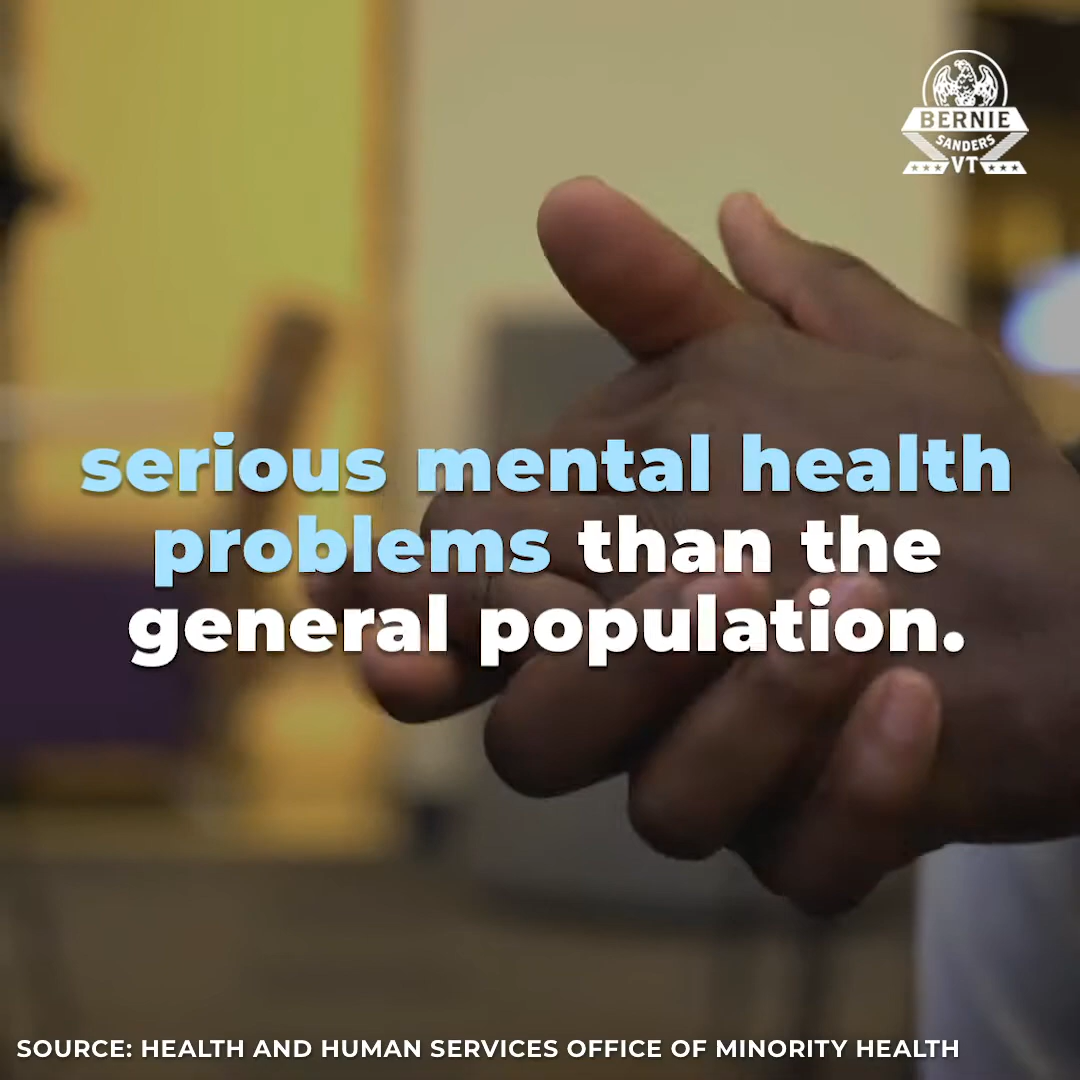 BERNIE
SANDERS
VT
serious mental health
problems than the
general population.
SOURCE: HEALTH AND HUMAN SERVICES OFFICE OF MINORITY HEALTH